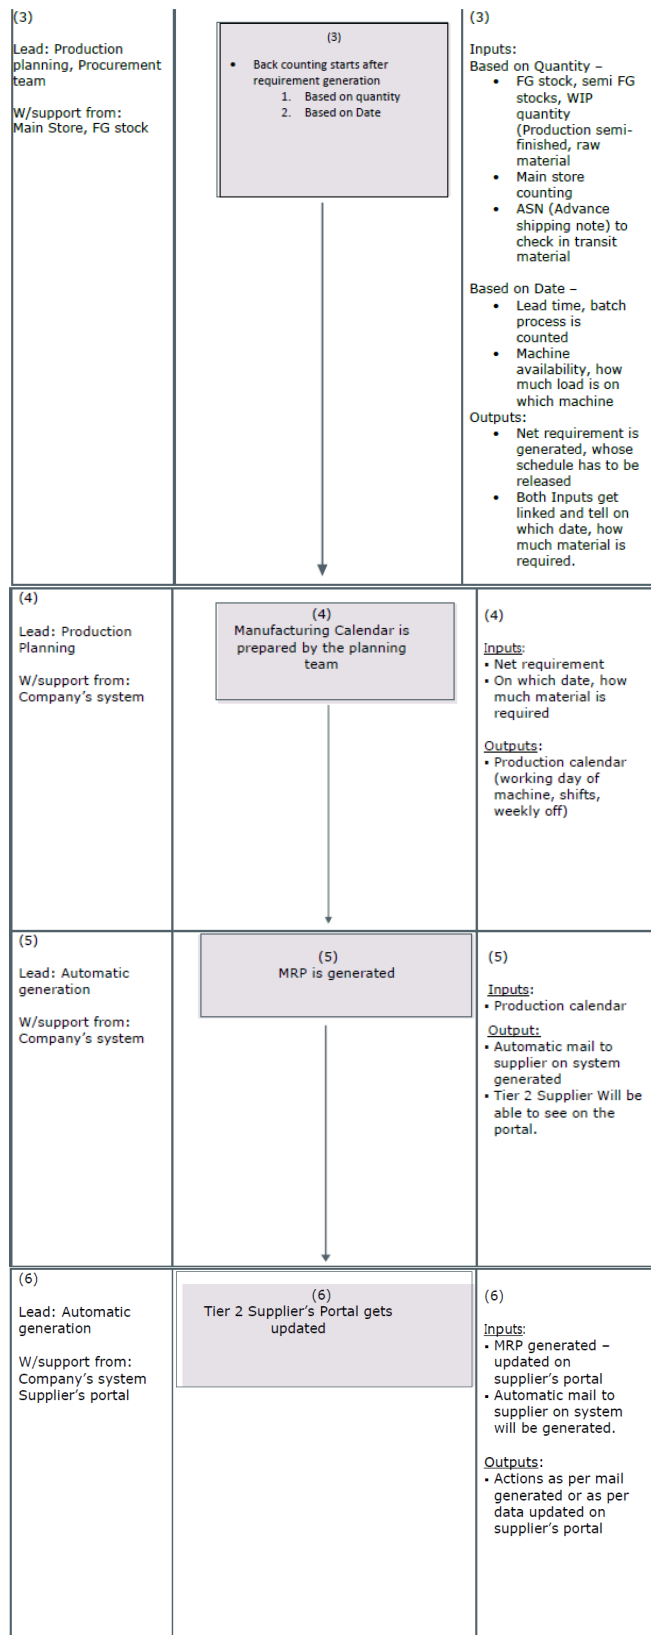 (3)
Lead: Production
planning, Procurement
team
W/support from:
Main Store, FG stock
(3)
• Back counting starts after
requirement generation
1. Based on quantity
2. Based on Date
(3)
Inputs:
Based on Quantity –
• FG stock, semi FG
stocks, WIP
quantity
(Production semi-
finished, raw
material
• Main store
counting
• ASN (Advance
shipping note) to
check in transit
material
Based on Date –
• Lead time, batch
process is
counted
• Machine
availability, how
much load is on
which machine
Outputs:
• Net requirement is
generated, whose
schedule has to be
released
• Both Inputs get
linked and tell on
which date, how
much material is
required.
(4)
Lead: Production
Planning
W/support from:
Company’s system
(4)
Manufacturing Calendar is
prepared by the planning
team
(4)
Inputs:
▪ Net requirement
▪ On which date, how
much material is
required
Outputs:
▪ Production calendar
(working day of
machine, shifts,
weekly off)
(5)
Lead: Automatic
generation
W/support from:
Company’s system
(5)
MRP is generated
(5)
Inputs:
▪ Production calendar
Output:
▪ Automatic mail to
supplier on system
generated
▪ Tier 2 Supplier Will be
able to see on the
portal.
(6)
Lead: Automatic
generation
W/support from:
Company’s system
Supplier’s portal
(6)
Tier 2 Supplier’s Portal gets
updated
(6)
Inputs:
▪ MRP generated –
updated on
supplier’s portal
▪ Automatic mail to
supplier on system
will be generated.
Outputs:
▪ Actions as per mail
generated or as per
data updated on
supplier’s portal